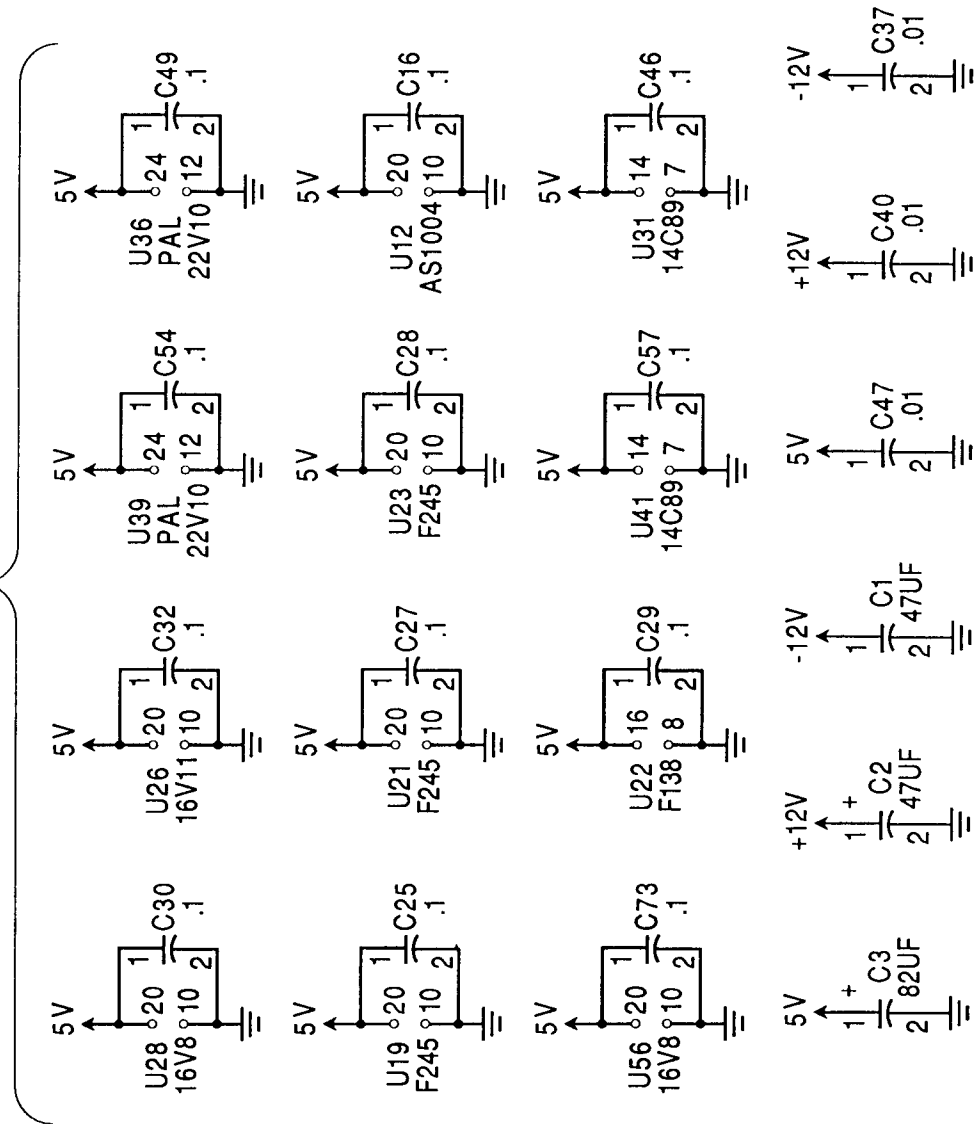 5V
U36
PAL
22V10
24
12
1
2
C49
.1
5V
U12
AS1004
20
10
1
2
C16
.1
5V
U31
14C89
14
7
1
2
C46
.1
-12V
1
2
C37
.01
5V
U39
PAL
22V10
24
12
1
2
C54
.1
5V
U23
F245
20
10
1
2
C28
.1
5V
U41
14C89
14
7
1
2
C57
.1
+12V
1
2
C40
.01
5V
1
2
C47
.01
5V
U26
16V11
20
10
1
2
C32
.1
5V
U21
F245
20
10
1
2
C27
.1
5V
U22
F138
16
8
1
2
C29
.1
-12V
1
2
C1
47UF
5V
U28
16V8
20
10
1
2
C30
.1
5V
U19
F245
20
10
1
2
C25
.1
5V
U56
16V8
20
10
1
2
C73
.1
+12V
1
+
2
C2
47UF
5V
1
+
2
C3
82UF